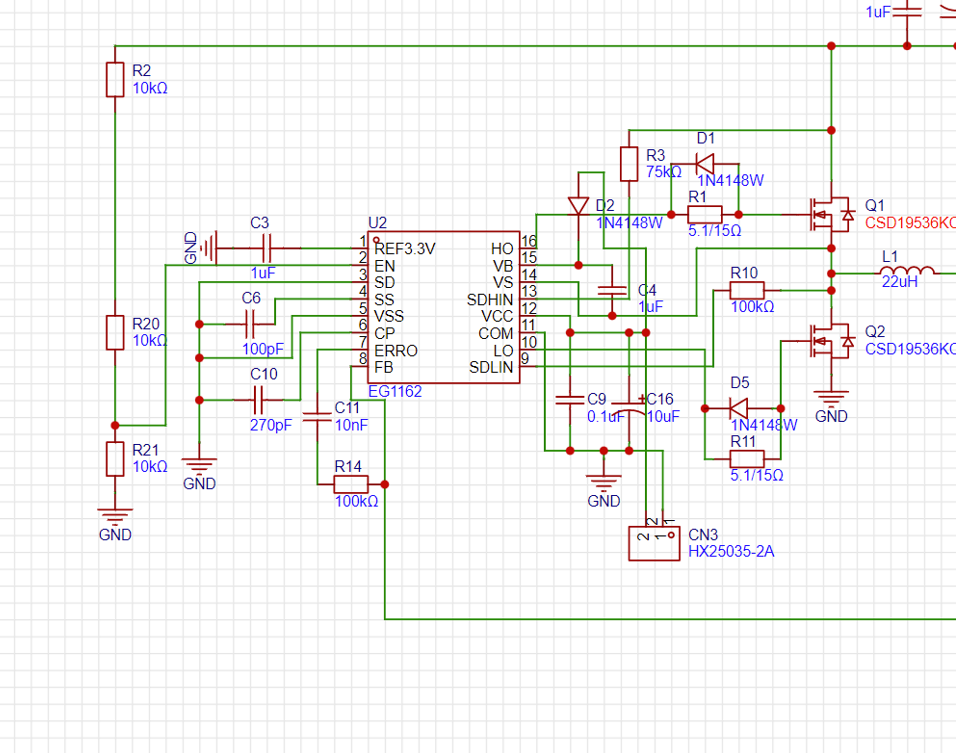 1uF
R2
10kΩ
D1
R3
75kΩ
1N4148W
R1
D2
Q1
1N4148W
5.1/15Ω
CSD19536KC
C3
U2
GND
1
REF3.3V
HO
16
2
EN
VB
15
1uF
3
SD
VS
14
4
SS
SDHIN
13
5
VSS
VCC
12
6
CP
COM
11
7
ERRO
LO
10
8
FB
SDLIN
9
EG1162
L1
22uH
R10
100kΩ
C4
1uF
C6
100pF
R20
10kΩ
Q2
CSD19536KC
C10
270pF
C11
10nF
C9
0.1uF
C16
10uF
D5
1N4148W
GND
R11
5.1/15Ω
R21
10kΩ
R14
100kΩ
GND
GND
GND
2
1
2
1
CN3
HX25035-2A